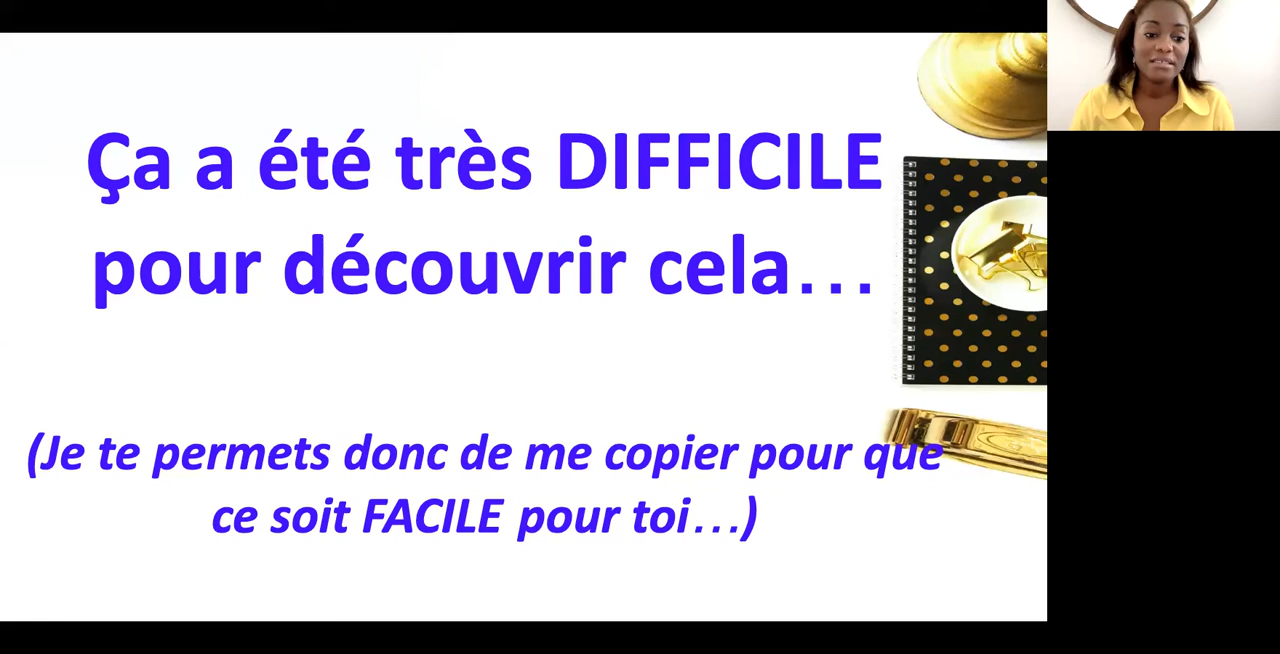 Ça a été très DIFFICILE
pour découvrir cela...
(Je te permets donc de me copier pour que
ce soit FACILE pour toi...)